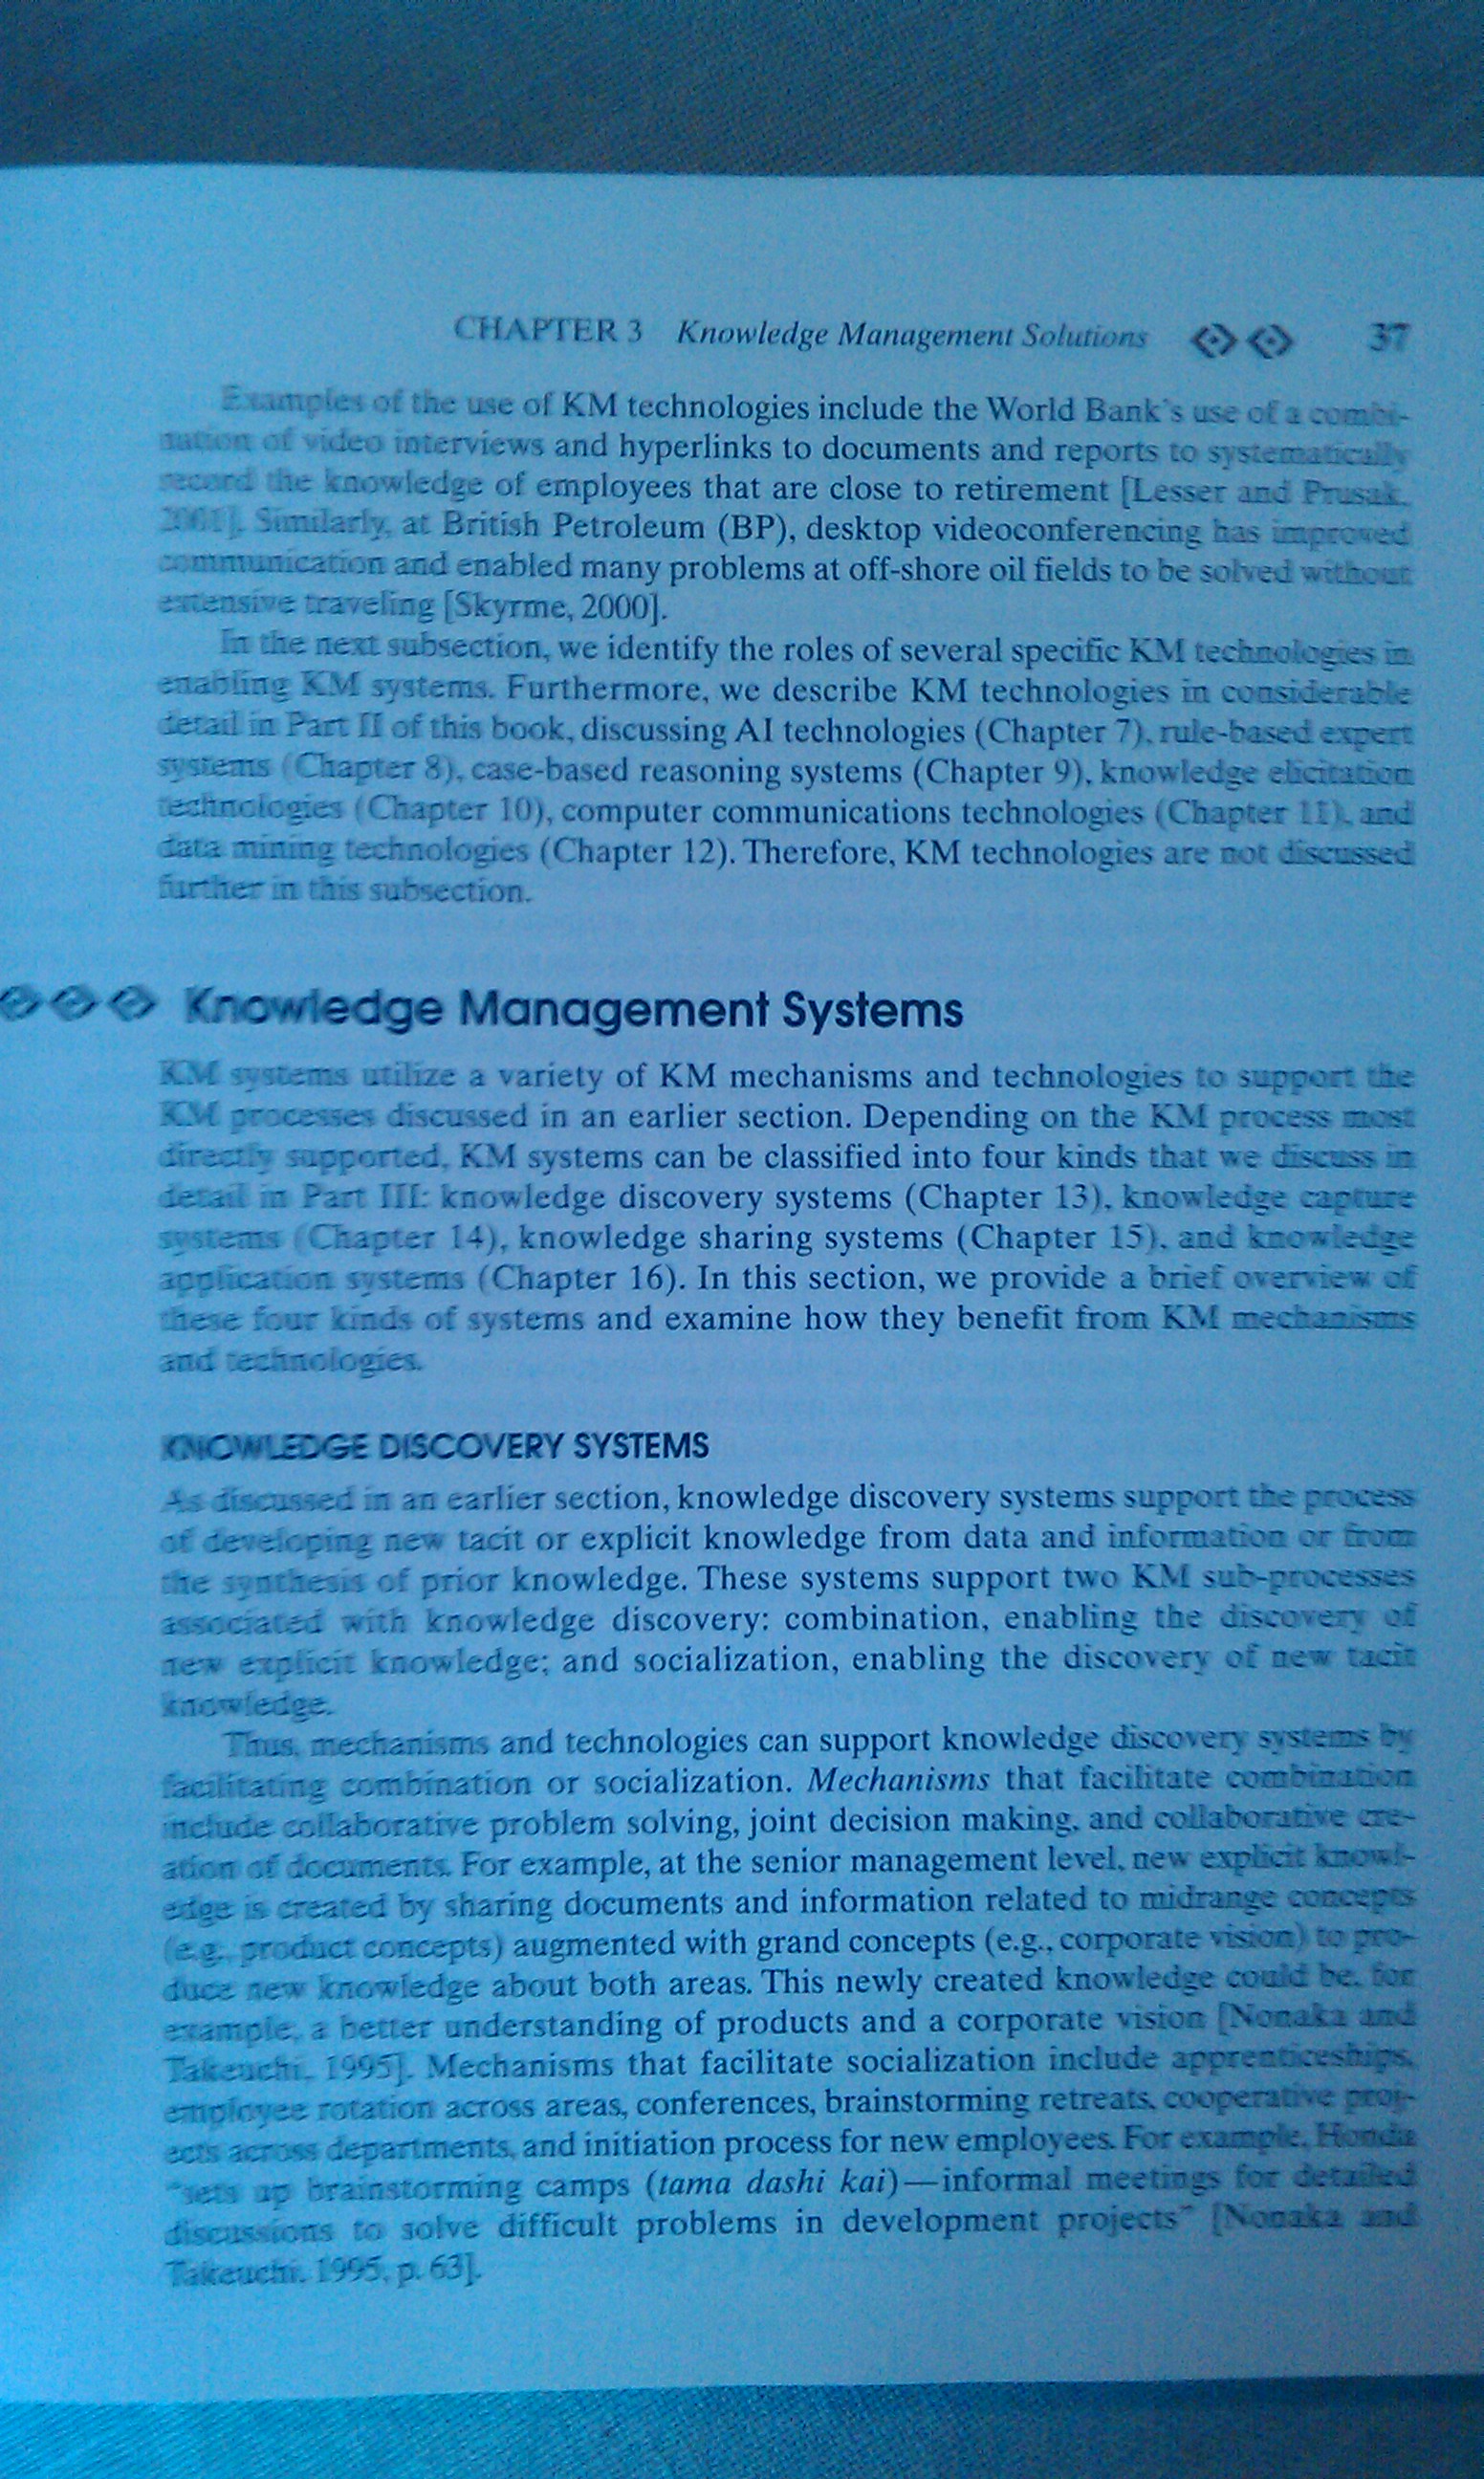 CHAPTER 3 Knowledge Management Solutions 37
Examples of the use of KM technologies include the World Bank's use of a combi-
nation of video interviews and hyperlinks to documents and reports to systematically
record the knowledge of employees that are close to retirement [Lesser and Prusak,
2001]. Similarly, at British Petroleum (BP), desktop videoconferencing has improved
communication and enabled many problems at off-shore oil fields to be solved without
extensive traveling [Skyrme, 2000].
In the next subsection, we identify the roles of several specific KM technologies in
enabling KM systems. Furthermore, we describe KM technologies in considerable
detail in Part II of this book, discussing AI technologies (Chapter 7), rule-based expert
systems (Chapter 8), case-based reasoning systems (Chapter 9), knowledge elicitation
technologies (Chapter 10), computer communications technologies (Chapter 11), and
data mining technologies (Chapter 12). Therefore, KM technologies are not discussed
further in this subsection.
Knowledge Management Systems
KM systems utilize a variety of KM mechanisms and technologies to support the
KM processes discussed in an earlier section. Depending on the KM process most
directly supported, KM systems can be classified into four kinds that we discuss in
detail in Part III: knowledge discovery systems (Chapter 13), knowledge capture
systems (Chapter 14), knowledge sharing systems (Chapter 15), and knowledge
application systems (Chapter 16). In this section, we provide a brief overview of
these four kinds of systems and examine how they benefit from KM mechanisms
and technologies.
KNOWLEDGE DISCOVERY SYSTEMS
As discussed in an earlier section, knowledge discovery systems support the process
of developing new tacit or explicit knowledge from data and information or from
the synthesis of prior knowledge. These systems support two KM sub-processes
associated with knowledge discovery: combination, enabling the discovery of
new explicit knowledge; and socialization, enabling the discovery of new tacit
knowledge.
Thus, mechanisms and technologies can support knowledge discovery systems by
facilitating combination or socialization. Mechanisms that facilitate combination
include collaborative problem solving, joint decision making, and collaborative cre-
ation of documents. For example, at the senior management level, new explicit knowl-
edge is created by sharing documents and information related to midrange concepts
(e.g., product concepts) augmented with grand concepts (e.g., corporate vision) to pro-
duce new knowledge about both areas. This newly created knowledge could be, for
example, a better understanding of products and a corporate vision [Nonaka and
Takeuchi, 1995]. Mechanisms that facilitate socialization include apprenticeships,
employee rotation across areas, conferences, brainstorming retreats, cooperative proj-
ects across departments, and initiation process for new employees. For example, Honda
"sets up brainstorming camps (tama dashi kai)—informal meetings for detailed
discussions to solve difficult problems in development projects" [Nonaka and
Takeuchi, 1995, p. 63].